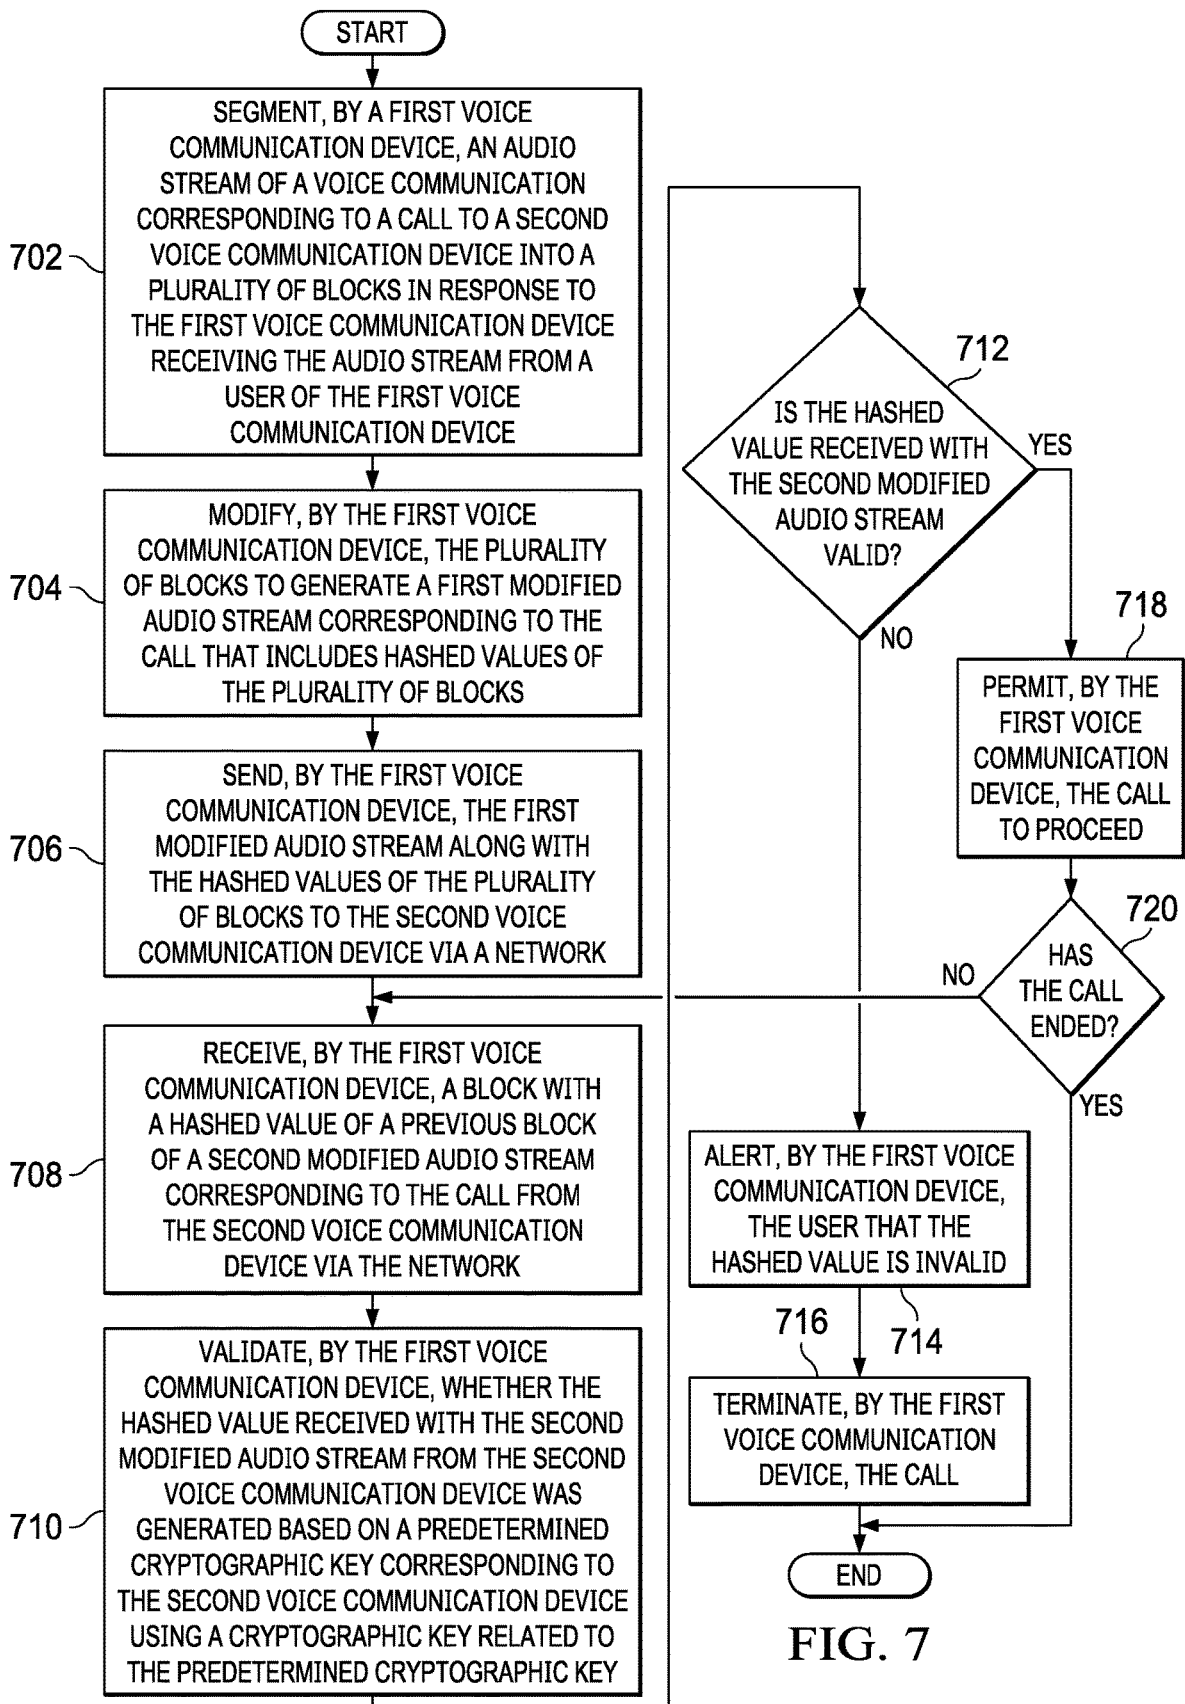 START
SEGMENT, BY A FIRST VOICE
COMMUNICATION DEVICE, AN AUDIO
STREAM OF A VOICE COMMUNICATION
CORRESPONDING TO A CALL TO A SECOND
VOICE COMMUNICATION DEVICE INTO A
PLURALITY OF BLOCKS IN RESPONSE TO
THE FIRST VOICE COMMUNICATION DEVICE
RECEIVING THE AUDIO STREAM FROM A
USER OF THE FIRST VOICE
COMMUNICATION DEVICE
702
MODIFY, BY THE FIRST VOICE
COMMUNICATION DEVICE, THE PLURALITY
OF BLOCKS TO GENERATE A FIRST MODIFIED
AUDIO STREAM CORRESPONDING TO THE
CALL THAT INCLUDES HASHED VALUES OF
THE PLURALITY OF BLOCKS
704
SEND, BY THE FIRST VOICE
COMMUNICATION DEVICE, THE FIRST
MODIFIED AUDIO STREAM ALONG WITH
THE HASHED VALUES OF THE PLURALITY
OF BLOCKS TO THE SECOND VOICE
COMMUNICATION DEVICE VIA A NETWORK
706
RECEIVE, BY THE FIRST VOICE
COMMUNICATION DEVICE, A BLOCK WITH
A HASHED VALUE OF A PREVIOUS BLOCK
OF A SECOND MODIFIED AUDIO STREAM
CORRESPONDING TO THE CALL FROM
THE SECOND VOICE COMMUNICATION
DEVICE VIA THE NETWORK
708
VALIDATE, BY THE FIRST VOICE
COMMUNICATION DEVICE, WHETHER THE
HASHED VALUE RECEIVED WITH THE SECOND
MODIFIED AUDIO STREAM FROM THE SECOND
VOICE COMMUNICATION DEVICE WAS
GENERATED BASED ON A PREDETERMINED
CRYPTOGRAPHIC KEY CORRESPONDING TO
THE SECOND VOICE COMMUNICATION DEVICE
USING A CRYPTOGRAPHIC KEY RELATED TO
THE PREDETERMINED CRYPTOGRAPHIC KEY
710
712
IS THE HASHED
VALUE RECEIVED WITH
THE SECOND MODIFIED
AUDIO STREAM
VALID?
YES
NO
718
PERMIT, BY THE
FIRST VOICE
COMMUNICATION
DEVICE, THE CALL
TO PROCEED
720
HAS
THE CALL
ENDED?
NO
YES
ALERT, BY THE FIRST VOICE
COMMUNICATION DEVICE,
THE USER THAT THE
HASHED VALUE IS INVALID
714
716
TERMINATE, BY THE FIRST
VOICE COMMUNICATION
DEVICE, THE CALL
END
FIG. 7